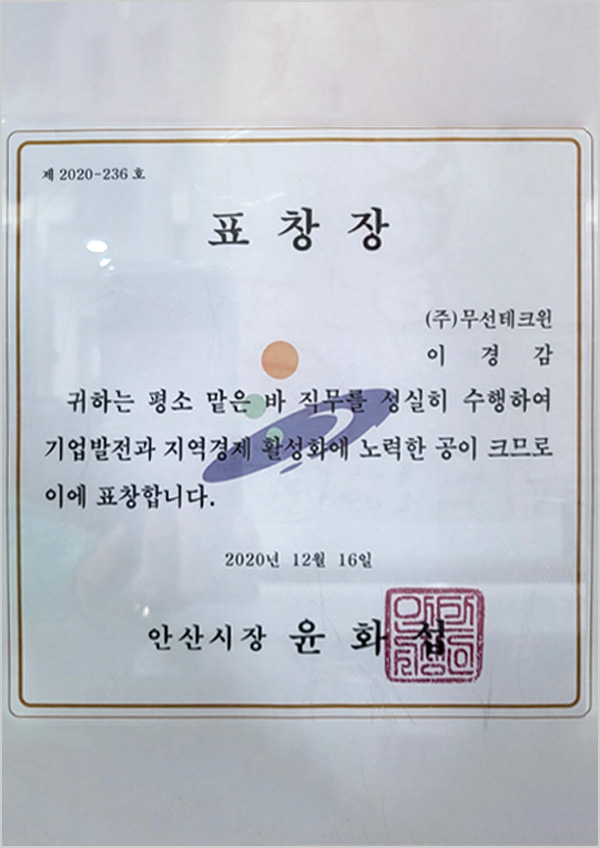 제 2020-236 호
표 창 장
(주)무선테크윈
이 경 감
귀하는 평소 맡은 바 직무를 성실히 수행하여
기업발전과 지역경제 활성화에 노력한 공이 크므로
이에 표창합니다.
2020년 12월 16일
안산시장 윤 화 섭